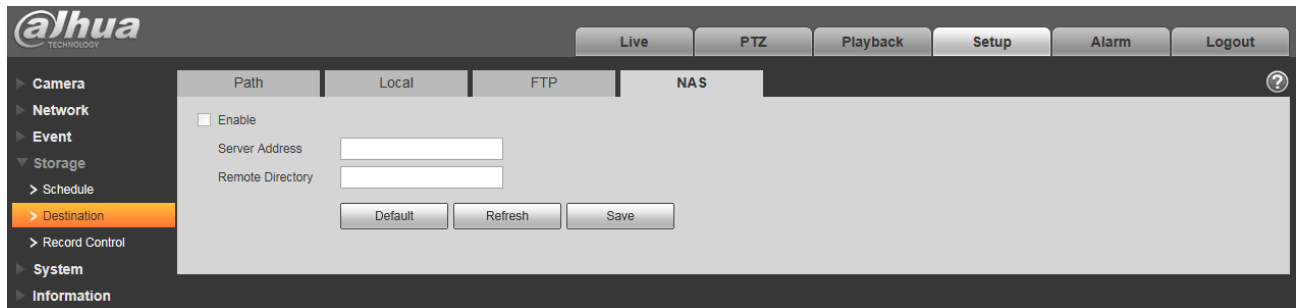 alhua
TECHNOLOGY
Live PTZ Playback Setup Alarm Logout
Camera
Network
Event
Storage
> Schedule
> Destination
> Record Control
System
Information
Path Local FTP NAS
?
Enable
Server Address
Remote Directory
Default Refresh Save